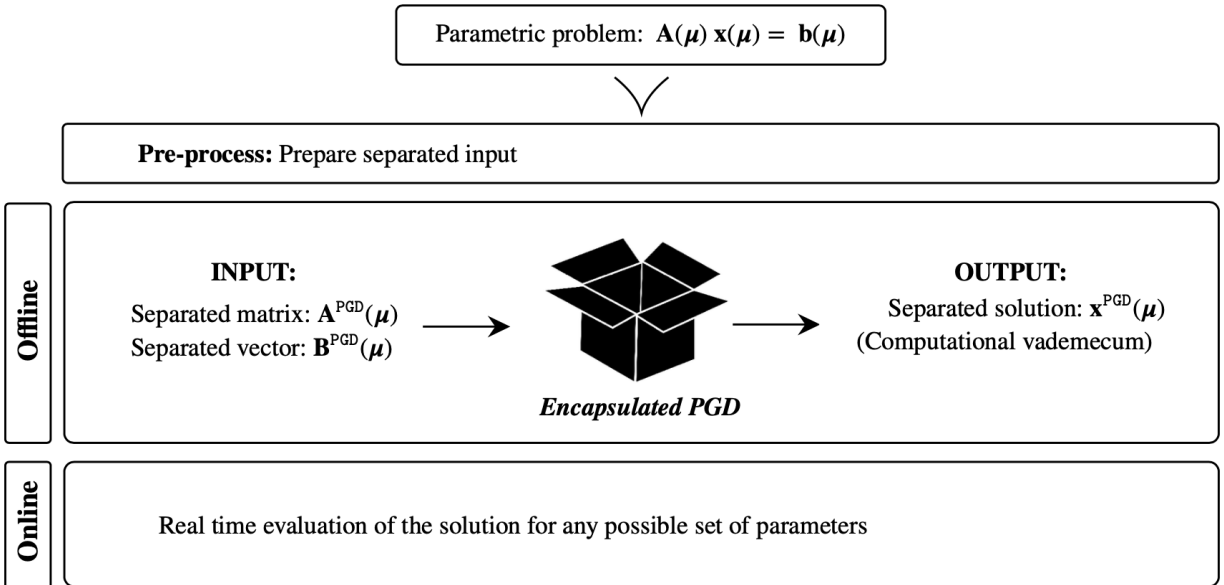 Parametric problem: A(μ) x(μ) = b(μ)
Pre-process: Prepare separated input
Offline
INPUT:
Separated matrix: A^PGD(μ)
Separated vector: B^PGD(μ)
Encapsulated PGD
OUTPUT:
Separated solution: x^PGD(μ)
(Computational vademecum)
Online
Real time evaluation of the solution for any possible set of parameters